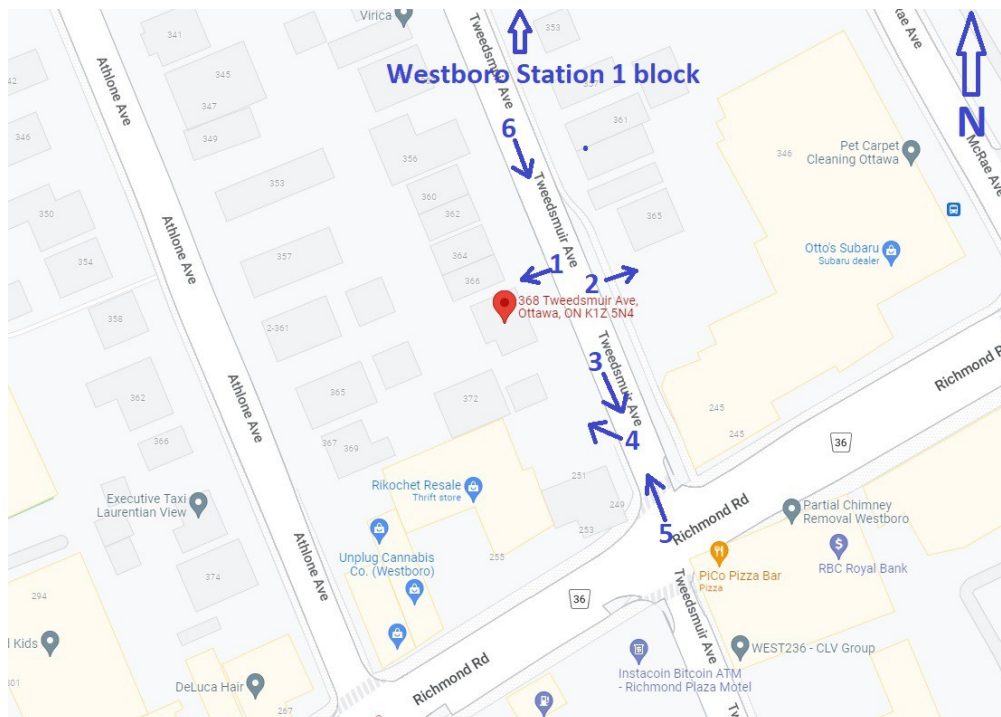 Virica
353
341
Athlone Ave
345
347
349
342
346
Westboro Station 1 block
357
361
6
356
Tweedsmuir Ave
346
Pet Carpet
Cleaning Ottawa
McRae Ave
N
353
360
362
365
350
354
357
364
366
1
2
Otto's Subaru
Subaru dealer
Athlone Ave
368 Tweedsmuir Ave,
Ottawa, ON K1Z 5N4
358
2-361
Tweedsmuir Ave
3
Richmond Rd
362
365
372
Athlone Ave
245
245
36
4
366
367
369
251
Rikochet Resale
Thrift store
249
253
Richmond Rd
5
Executive Taxi
Laurentian View
Partial Chimney
Removal Westboro
Unplug Cannabis
Co. (Westboro)
255
Athlone Ave
PiCo Pizza Bar
Pizza
RBC Royal Bank
374
294
36
Tweedsmuir Ave
Kids
WEST236 - CLV Group
Instacoin Bitcoin ATM
- Richmond Plaza Motel
DeLuca Hair
301
267
Richmond Rd